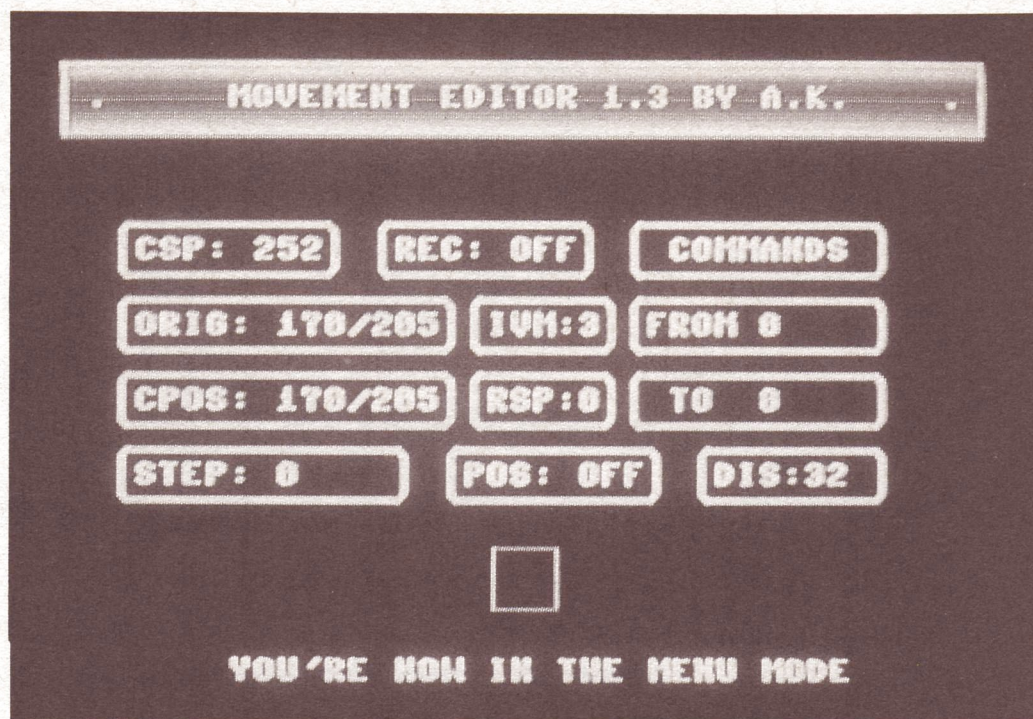 . MOVEMENT EDITOR 1.3 BY A.K. .
CSP: 252 REC: OFF COMMANDS
ORIG: 170/205 IVM:3 FROM 0
CPOS: 170/205 RSP:0 TO 0
STEP: 0 POS: OFF DIS:32
YOU'RE NOW IN THE MENU MODE